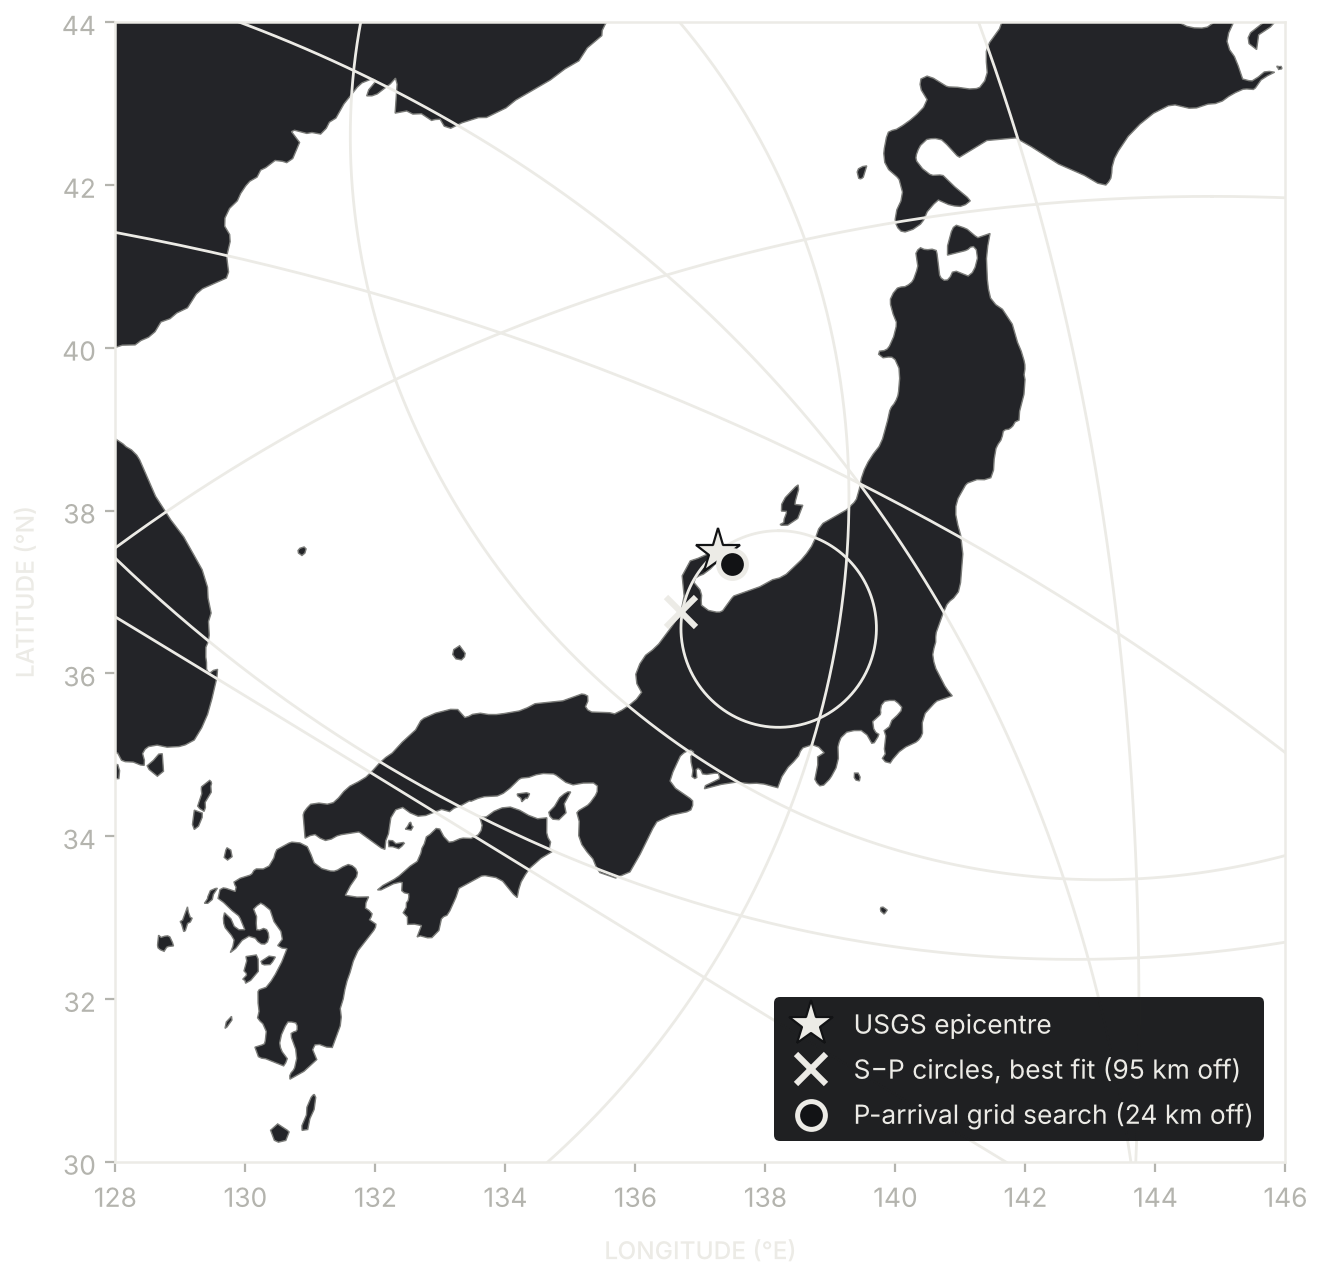 44
42
40
38
36
34
32
30
LATITUDE (°N)
128 130 132 134 136 138 140 142 144 146
LONGITUDE (°E)
USGS epicentre
S−P circles, best fit (95 km off)
P-arrival grid search (24 km off)